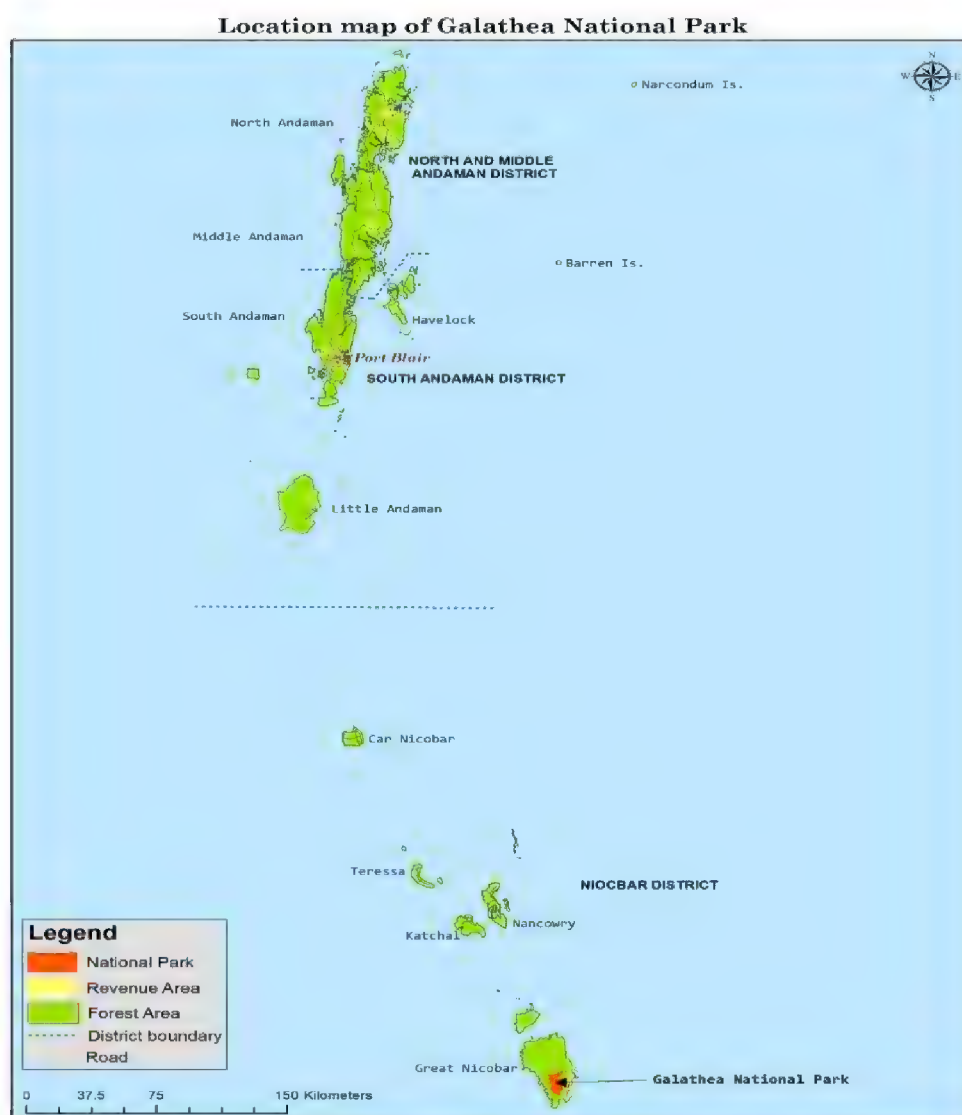 Location map of Galathea National Park
N
W E
S
Narcondum Is.
North Andaman
NORTH AND MIDDLE
ANDAMAN DISTRICT
Middle Andaman
Barren Is.
South Andaman
Havelock
Port Blair
SOUTH ANDAMAN DISTRICT
Little Andaman
Car Nicobar
Teressa
NIOCBAR DISTRICT
Nancowry
Katchal
Legend
National Park
Revenue Area
Forest Area
District boundary
Road
Great Nicobar
Galathea National Park
0 37.5 75 150 Kilometers